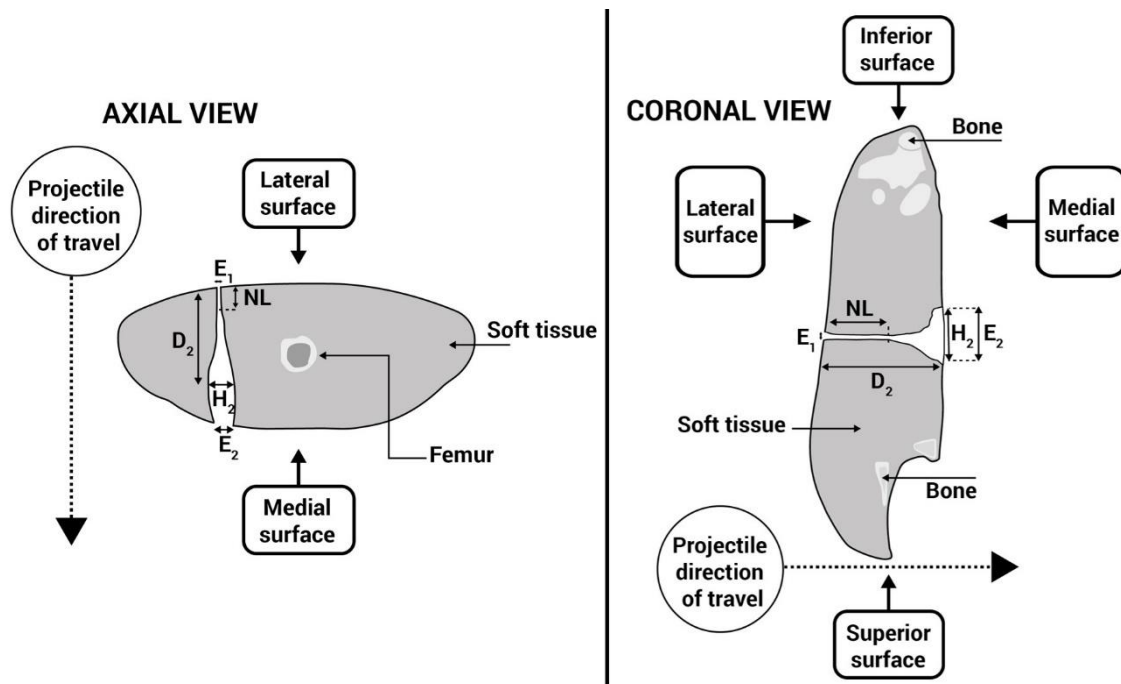 AXIAL VIEW
Projectile
direction
of travel
Lateral
surface
E1
NL
D2
Soft tissue
H2
E2
Femur
Medial
surface
CORONAL VIEW
Inferior
surface
Bone
Lateral
surface
Medial
surface
NL
E1
H2
E2
D2
Soft tissue
Bone
Projectile
direction
of travel
Superior
surface